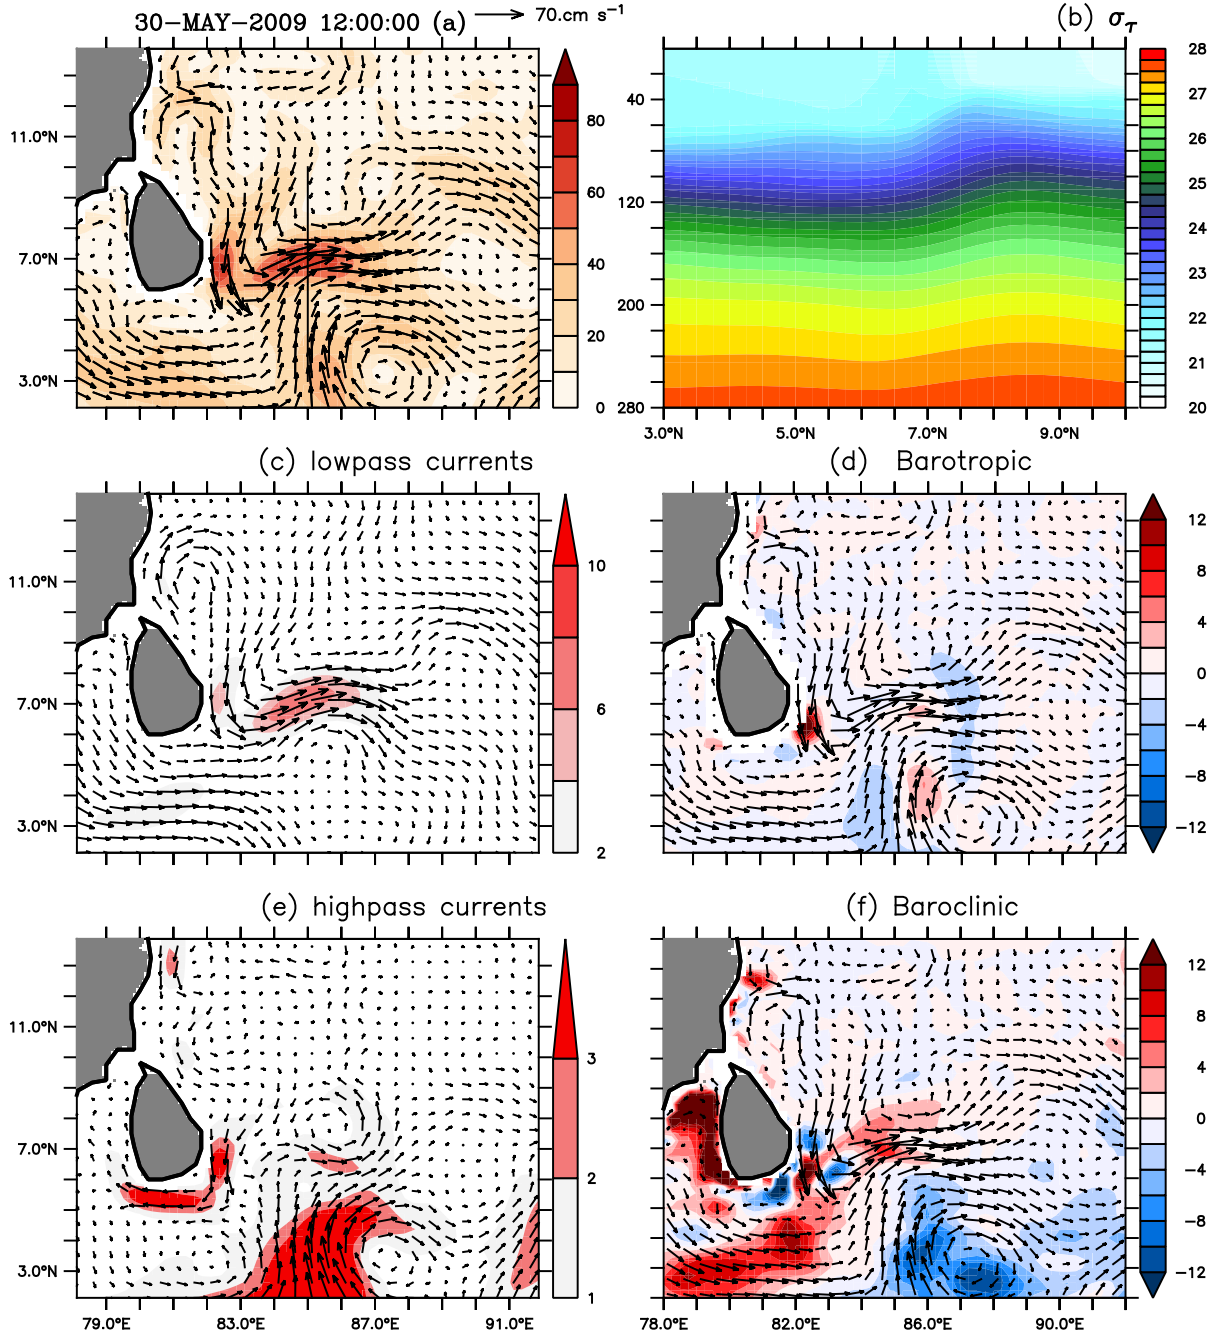 30-MAY-2009 12:00:00 (a) 70.cm s⁻¹
(b) στ
11.0°N
7.0°N
3.0°N
80
60
40
20
0
40
120
200
280
3.0°N 5.0°N 7.0°N 9.0°N
28
27
26
25
24
23
22
21
20
(c) lowpass currents
(d) Barotropic
11.0°N
7.0°N
3.0°N
10
6
2
12
8
4
0
−4
−8
−12
(e) highpass currents
(f) Baroclinic
11.0°N
7.0°N
3.0°N
3
2
1
12
8
4
0
−4
−8
−12
79.0°E 83.0°E 87.0°E 91.0°E
78.0°E 82.0°E 86.0°E 90.0°E